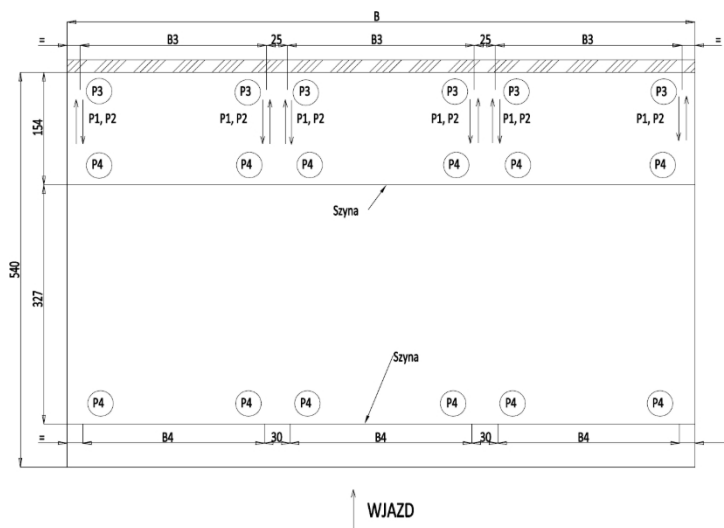 B
= B3 25 B3 25 B3 =
P3 P3 P3 P3 P3 P3
P1, P2 P1, P2 P1, P2 P1, P2 P1, P2 P1, P2
154
P4 P4 P4 P4 P4 P4
Szyna
540
327
Szyna
P4 P4 P4 P4 P4 P4
= B4 30 B4 30 B4 =
WJAZD